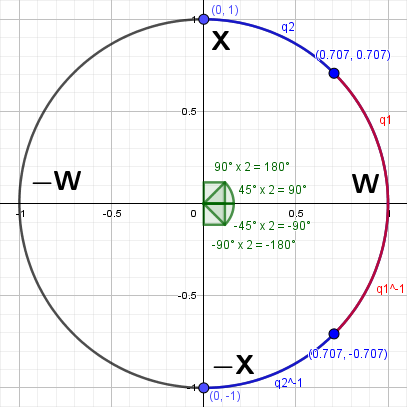 (0, 1)
1
q2
X
(0.707, 0.707)
0.5
q1
90° x 2 = 180°
–W
45° x 2 = 90°
W
-1
-0.5
0
0.5
1
-45° x 2 = -90°
-90° x 2 = -180°
q1^-1
-0.5
(0.707, -0.707)
–X
q2^-1
-1
(0, -1)